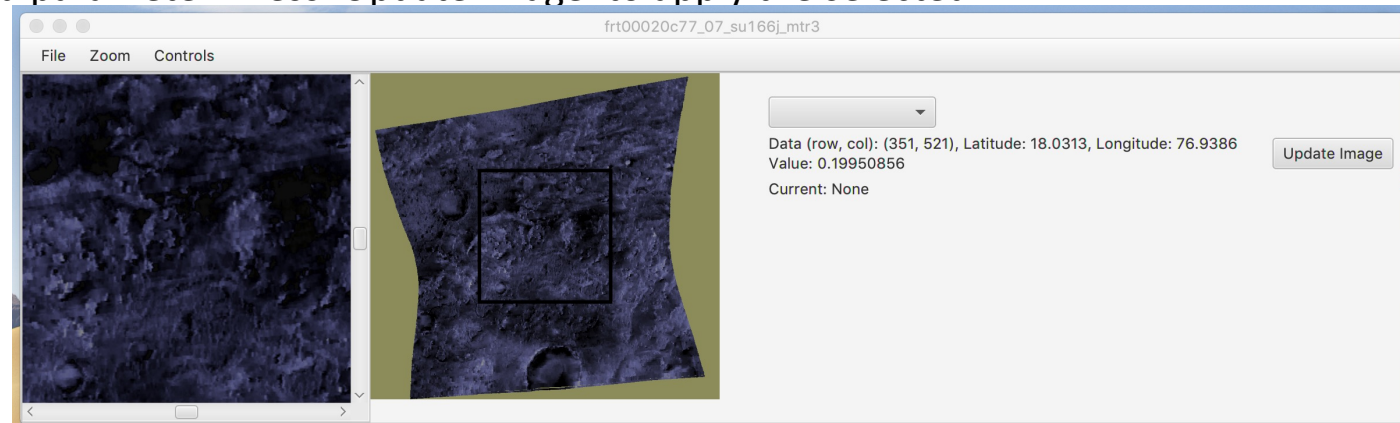 frt00020c77_07_su166j_mtr3
File Zoom Controls
Data (row, col): (351, 521), Latitude: 18.0313, Longitude: 76.9386
Value: 0.19950856
Update Image
Current: None